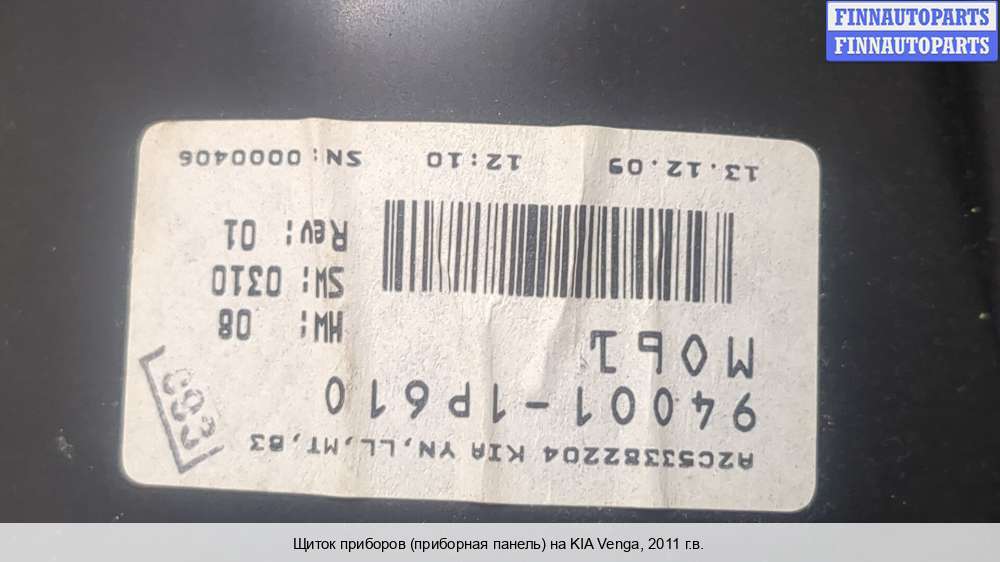 FINNAUTOPARTS
FINNAUTOPARTS
A2C53382204 KIA YN,LL,MT,B3
94001-1P610
M061
HW: 08
SW: 0310
Rev: 01
13.12.09 12:10 SN:0000406
Щиток приборов (приборная панель) на KIA Venga, 2011 г.в.